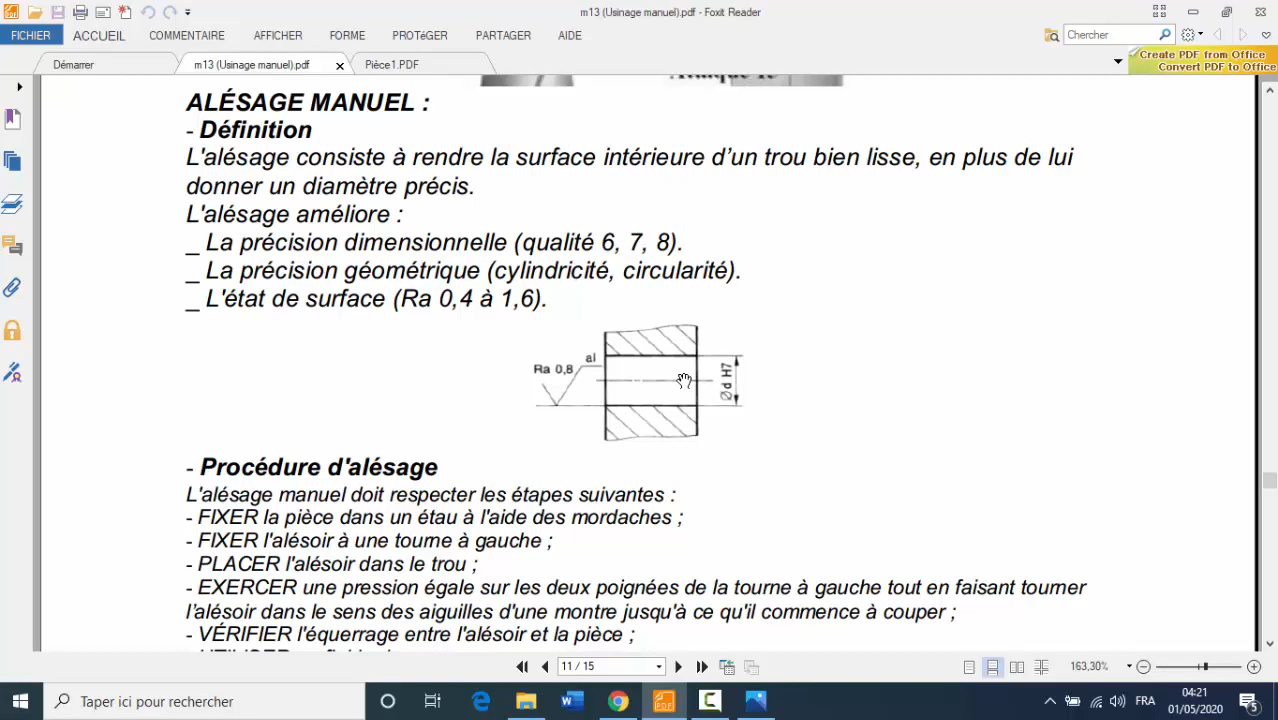 m13 (Usinage manuel).pdf - Foxit Reader
FICHIER ACCUEIL COMMENTAIRE AFFICHER FORME PROTéGER PARTAGER AIDE
Chercher
Démarrer m13 (Usinage manuel).pdf Pièce1.PDF
Create PDF from Office
Convert PDF to Office
ALÉSAGE MANUEL :
- Définition
L'alésage consiste à rendre la surface intérieure d’un trou bien lisse, en plus de lui
donner un diamètre précis.
L'alésage améliore :
_ La précision dimensionnelle (qualité 6, 7, 8).
_ La précision géométrique (cylindricité, circularité).
_ L'état de surface (Ra 0,4 à 1,6).
al
Ra 0,8
Ød H7
- Procédure d'alésage
L'alésage manuel doit respecter les étapes suivantes :
- FIXER la pièce dans un étau à l'aide des mordaches ;
- FIXER l'alésoir à une tourne à gauche ;
- PLACER l'alésoir dans le trou ;
- EXERCER une pression égale sur les deux poignées de la tourne à gauche tout en faisant tourner
l’alésoir dans le sens des aiguilles d'une montre jusqu'à ce qu'il commence à couper ;
- VÉRIFIER l'équerrage entre l'alésoir et la pièce ;
11 / 15
163,30%
Taper ici pour rechercher
FRA
04:21
01/05/2020
5